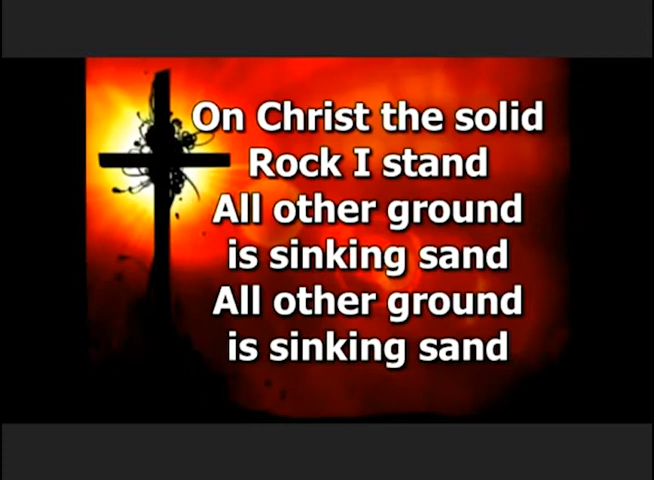 On Christ the solid
Rock I stand
All other ground
is sinking sand
All other ground
is sinking sand